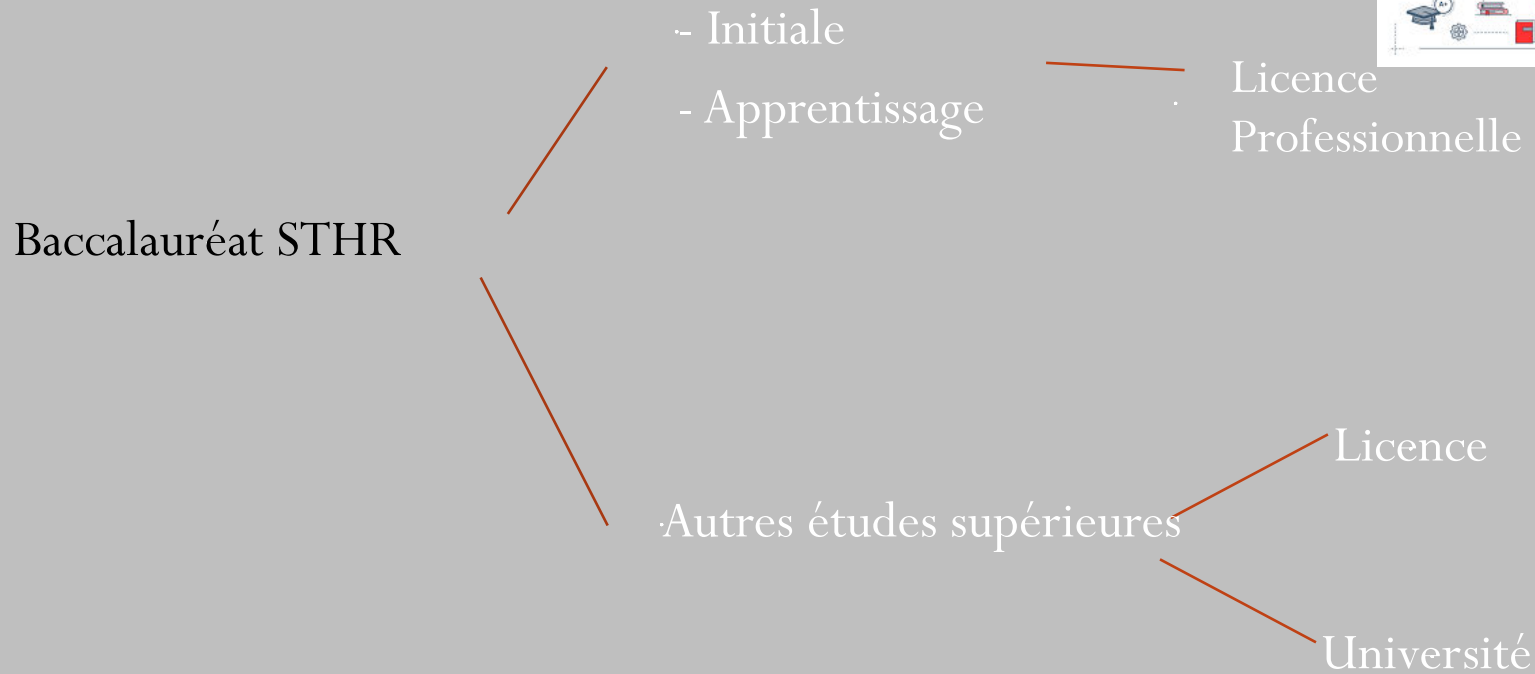 - Initiale
- Apprentissage
Licence
Professionnelle
Baccalauréat STHR
Licence
Autres études supérieures
Université
A+